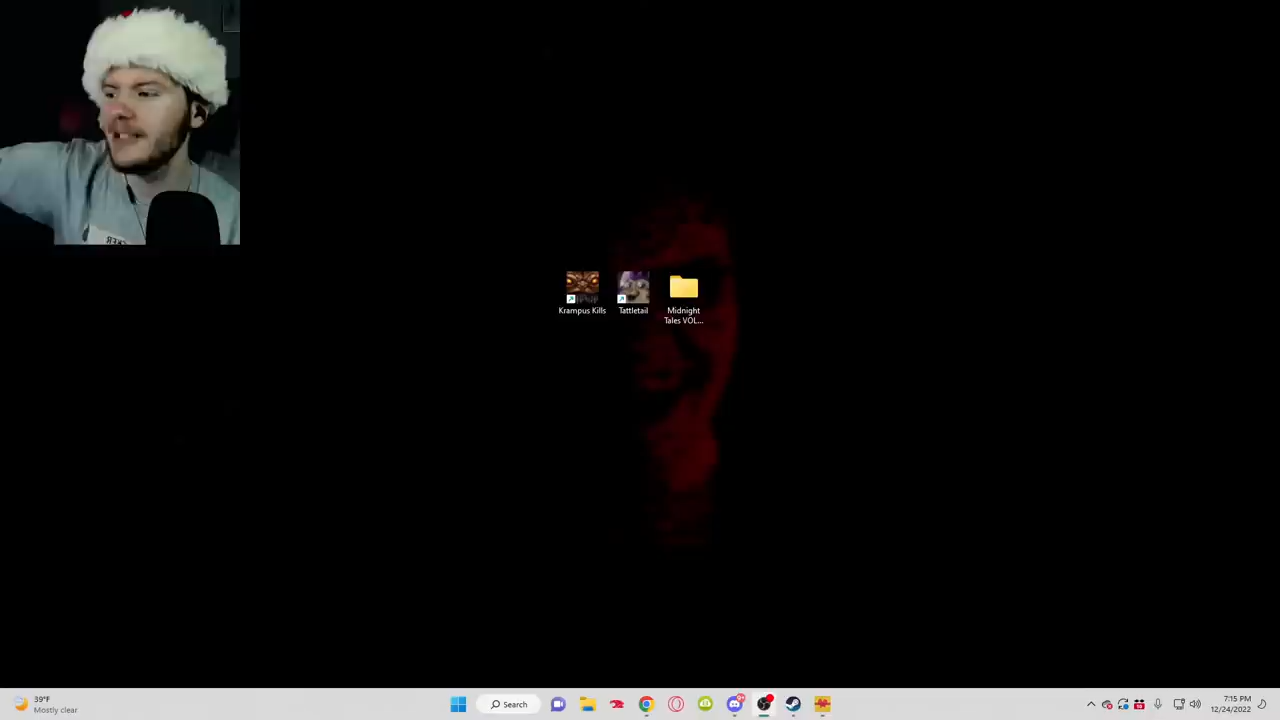 Krampus Kills
Tattletail
Midnight
Tales VOL...
39°F
Mostly clear
Search
7:15 PM
12/24/2022